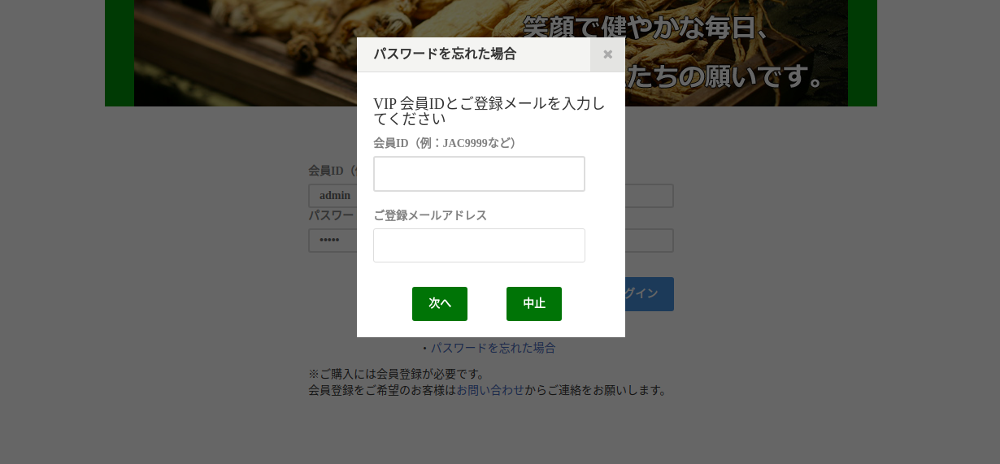 笑顔で健やかな毎日、
たちの願いです。
パスワードを忘れた場合
VIP 会員IDとご登録メールを入力し
てください
会員ID（例：JAC9999など）
ご登録メールアドレス
次へ
中止
会員ID（
admin
パスワー
•••••
グイン
・パスワードを忘れた場合
※ご購入には会員登録が必要です。
会員登録をご希望のお客様はお問い合わせからご連絡をお願いします。